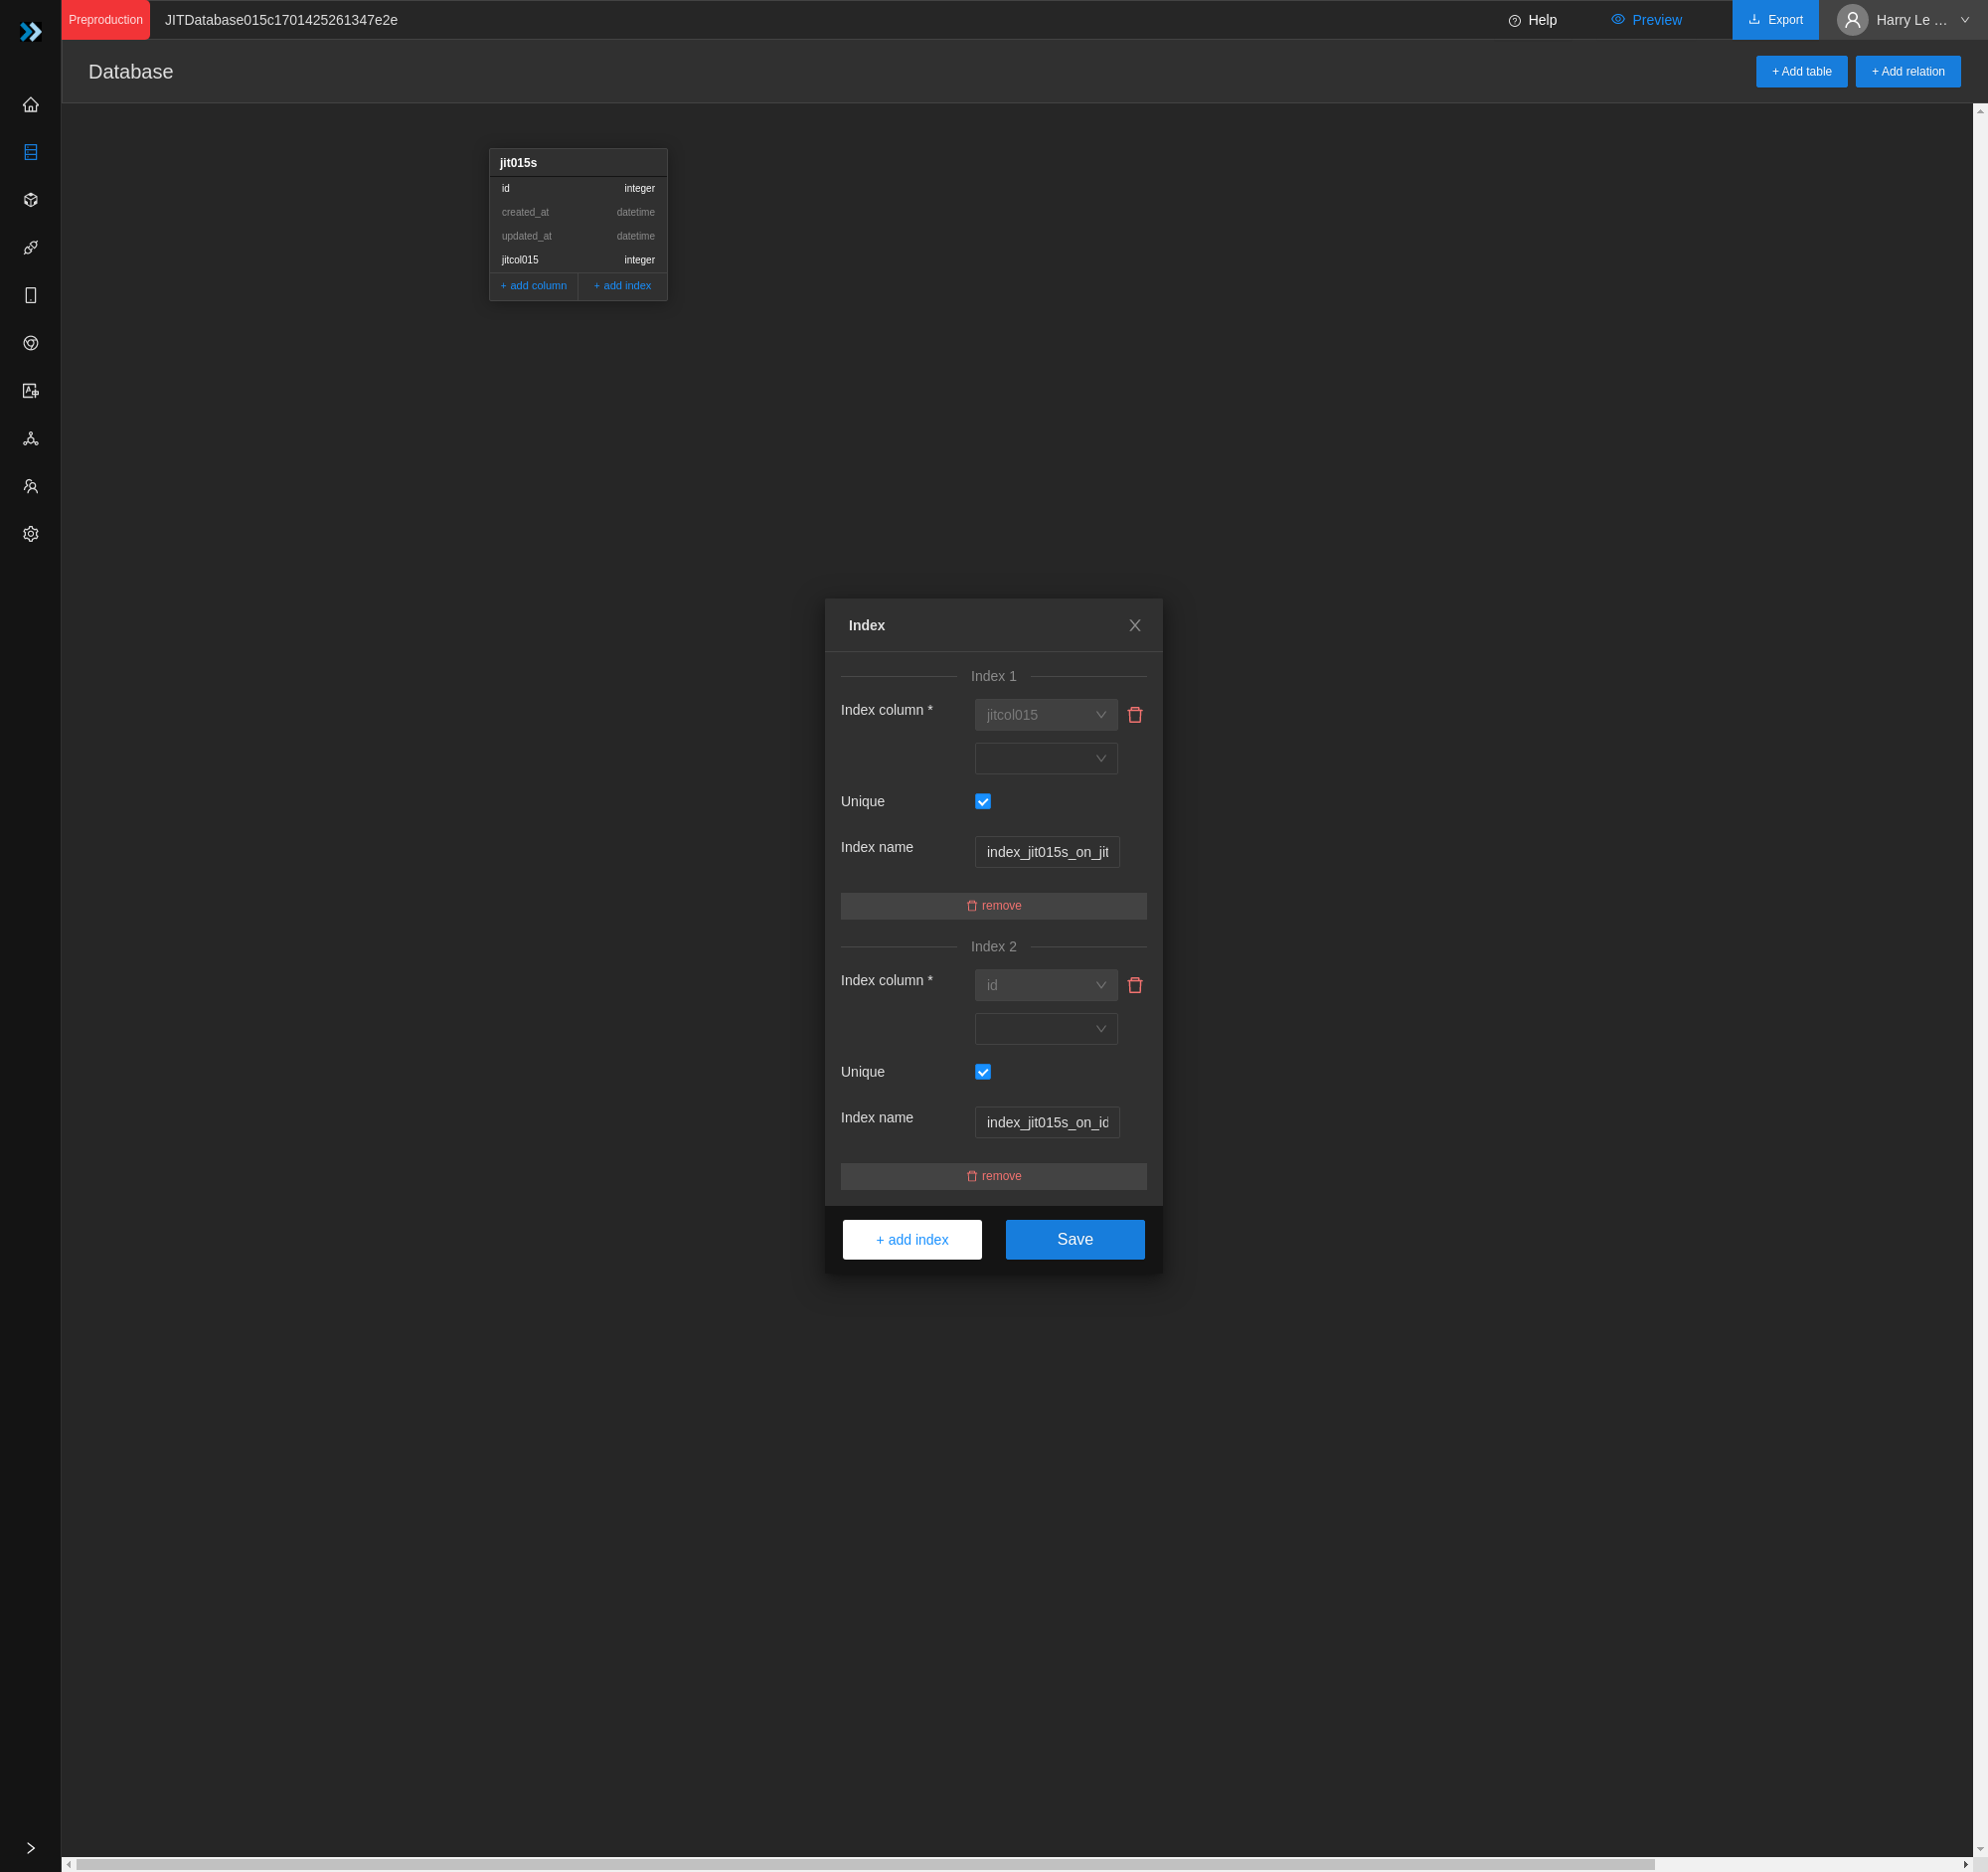 Preproduction JITDatabase015c1701425261347e2e Help Preview Export Harry Le ...
Database + Add table + Add relation
jit015s
id integer
created_at datetime
updated_at datetime
jitcol015 integer
+ add column + add index
Index
Index 1
Index column * jitcol015
Unique
Index name index_jit015s_on_jit
remove
Index 2
Index column * id
Unique
Index name index_jit015s_on_id
remove
+ add index Save